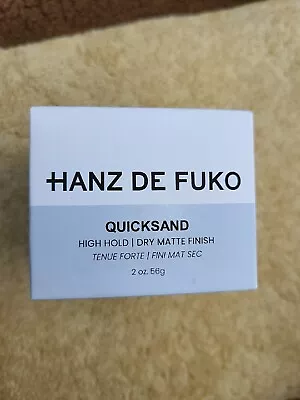 HANZ DE FUKO
QUICKSAND
HIGH HOLD | DRY MATTE FINISH
TENUE FORTE | FINI MAT SEC
2 oz. 56g